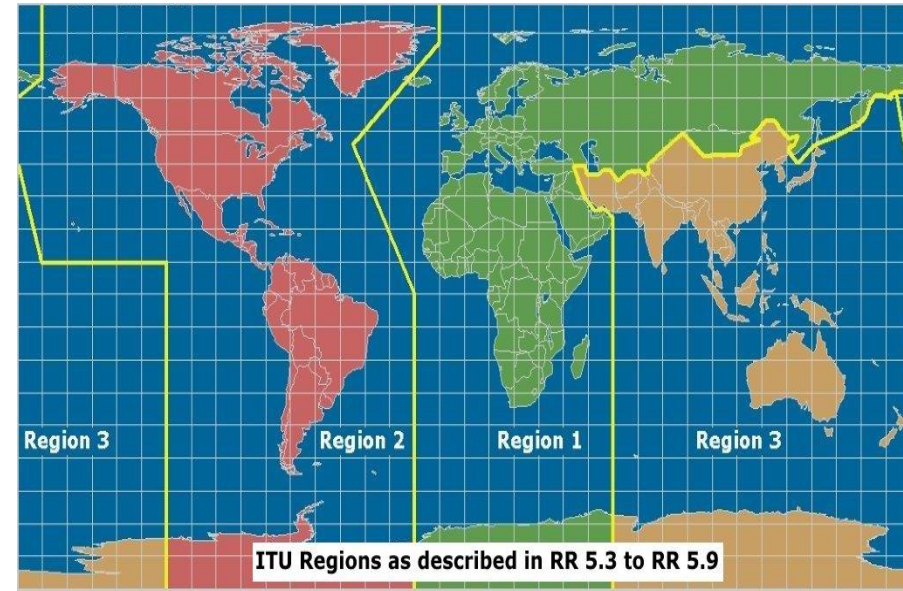 Region 3
Region 2
Region 1
Region 3
ITU Regions as described in RR 5.3 to RR 5.9